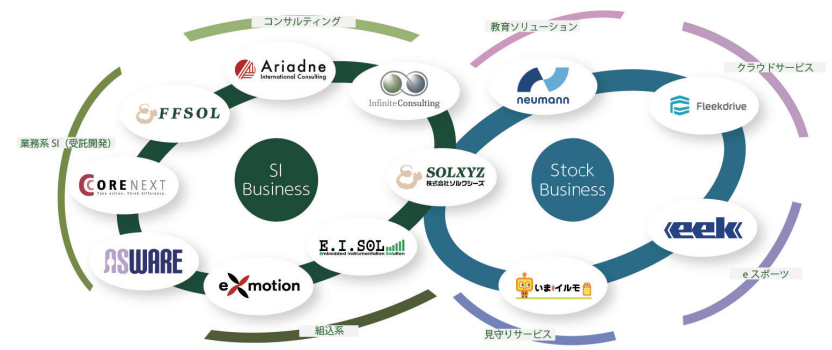 コンサルティング
教育ソリューション
クラウドサービス
業務系 SI（受託開発）
Ariadne
International Consulting
InfiniteConsulting
neumann
Fleekdrive
FFSOL
CORENEXT
Take action. Think difference.
SI
Business
SOLXYZ
株式会社ソルクシーズ
Stock
Business
ASWARE
E.I.SOL
Embedded Instrumentation Solution
eek
eXmotion
いまイルモ
eスポーツ
組込系
見守りサービス